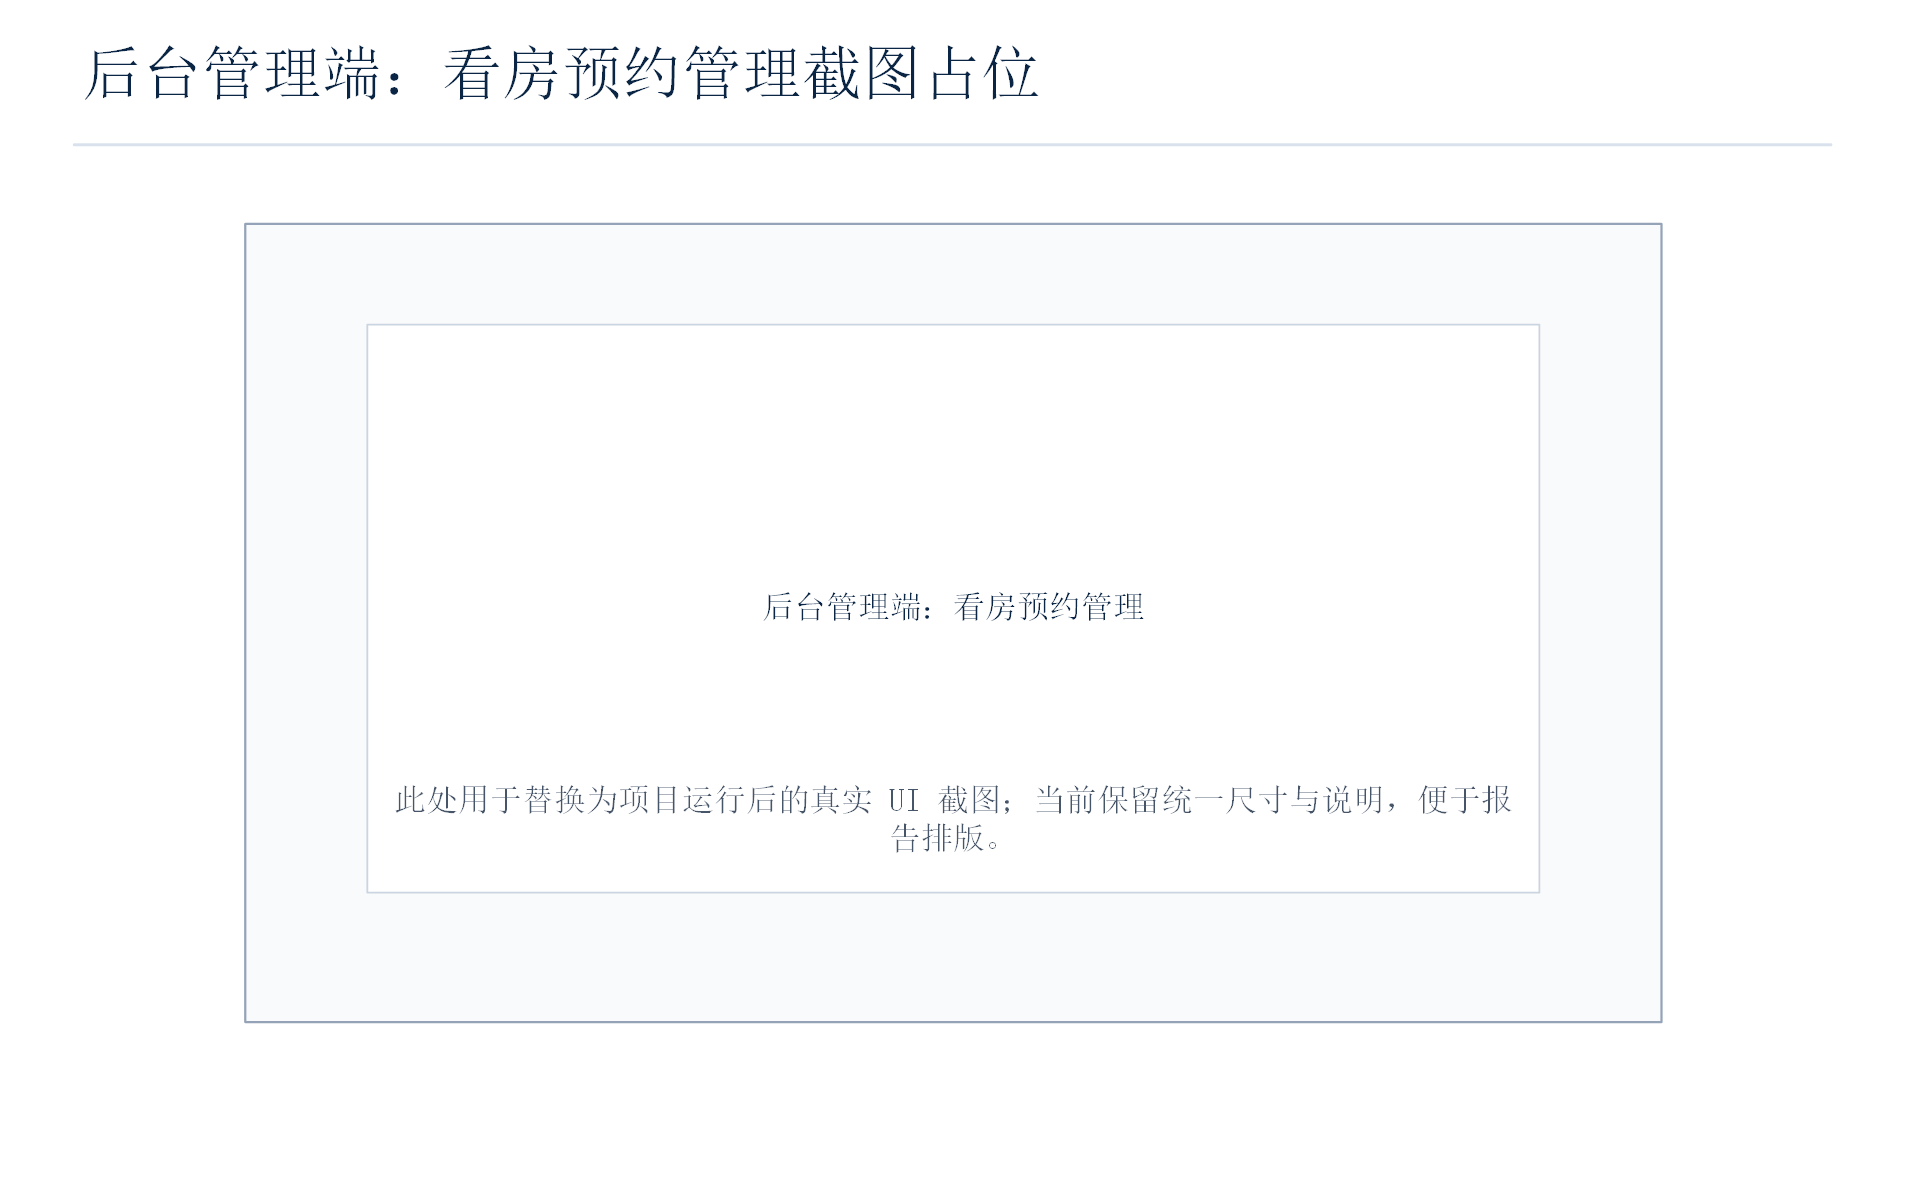 后台管理端：看房预约管理截图占位
后台管理端：看房预约管理
此处用于替换为项目运行后的真实 UI 截图；当前保留统一尺寸与说明，便于报
告排版。